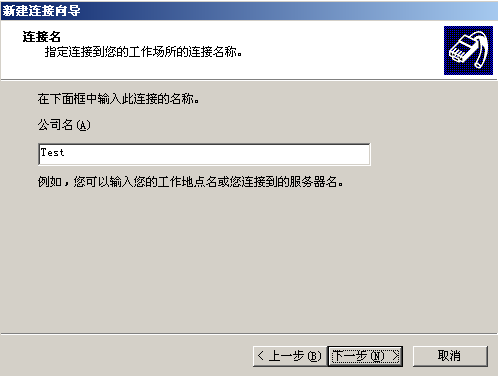 新建连接向导
连接名
指定连接到您的工作场所的连接名称。
在下面框中输入此连接的名称。
公司名(A)
Test
例如，您可以输入您的工作地点名或您连接到的服务器名。
< 上一步(B) 下一步(N) > 取消